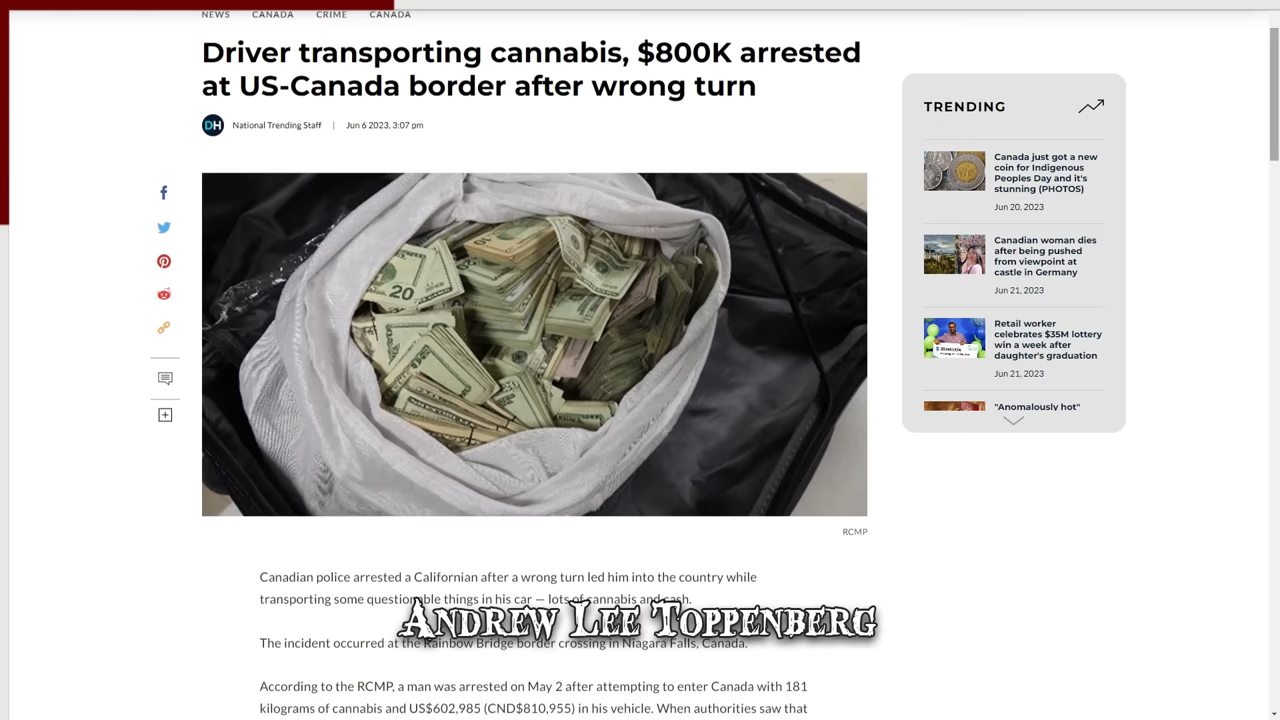 NEWS CANADA CRIME CANADA
Driver transporting cannabis, $800K arrested
at US-Canada border after wrong turn
DH National Trending Staff | Jun 6 2023, 3:07 pm
TRENDING
Canada just got a new
coin for Indigenous
Peoples Day and it's
stunning (PHOTOS)
Jun 20, 2023
Canadian woman dies
after being pushed
from viewpoint at
castle in Germany
Jun 21, 2023
Retail worker
celebrates $35M lottery
win a week after
daughter's graduation
Jun 21, 2023
"Anomalously hot"
20
RCMP
Canadian police arrested a Californian after a wrong turn led him into the country while
transporting some questionable things in his car — lots of cannabis and cash.
Andrew Lee Toppenberg
The incident occurred at the Rainbow Bridge border crossing in Niagara Falls, Canada.
According to the RCMP, a man was arrested on May 2 after attempting to enter Canada with 181
kilograms of cannabis and US$602,985 (CND$810,955) in his vehicle. When authorities saw that